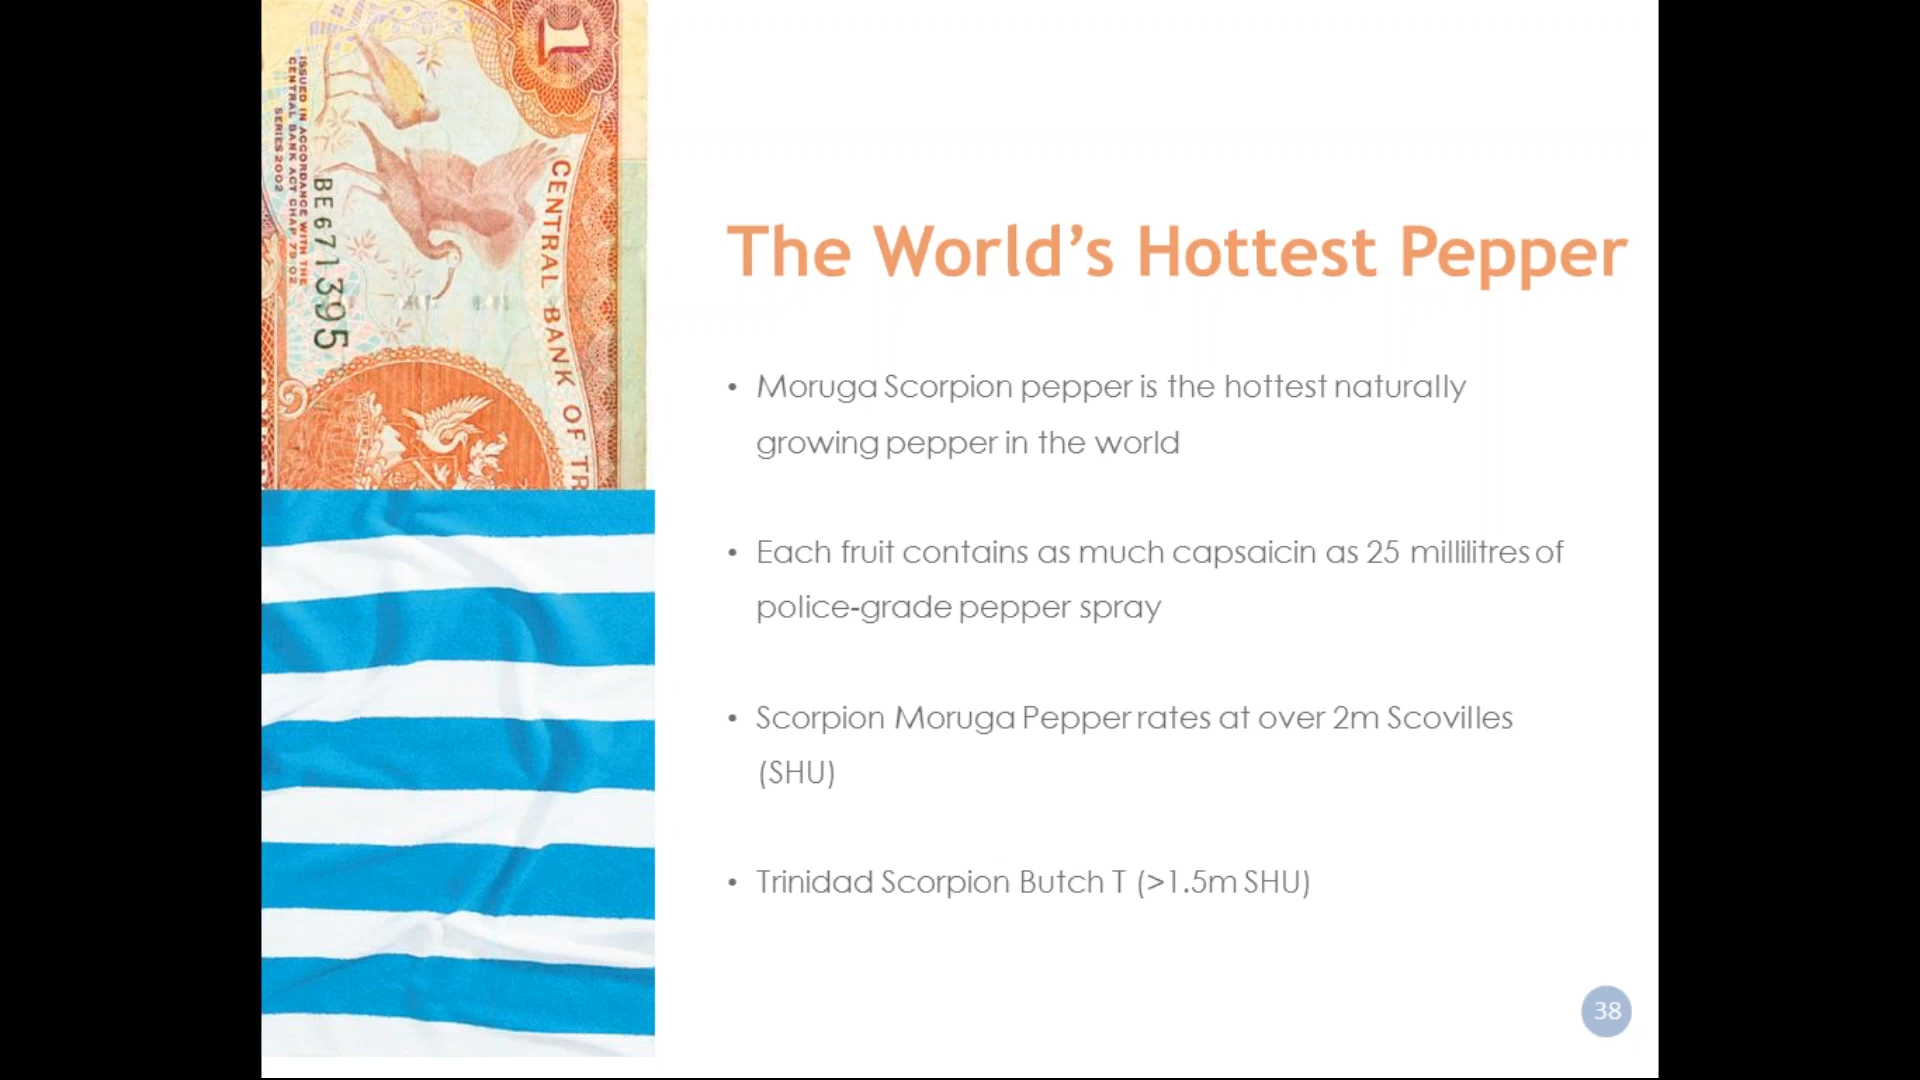 1
ISSUED IN ACCORDANCE WITH THE
CENTRAL BANK ACT CHAP 79:02
SERIES 2002
BE671395
CENTRAL BANK OF TR
The World's Hottest Pepper
• Moruga Scorpion pepper is the hottest naturally
growing pepper in the world
• Each fruit contains as much capsaicin as 25 millilitres of
police-grade pepper spray
• Scorpion Moruga Pepper rates at over 2m Scovilles
(SHU)
• Trinidad Scorpion Butch T (>1.5m SHU)
38